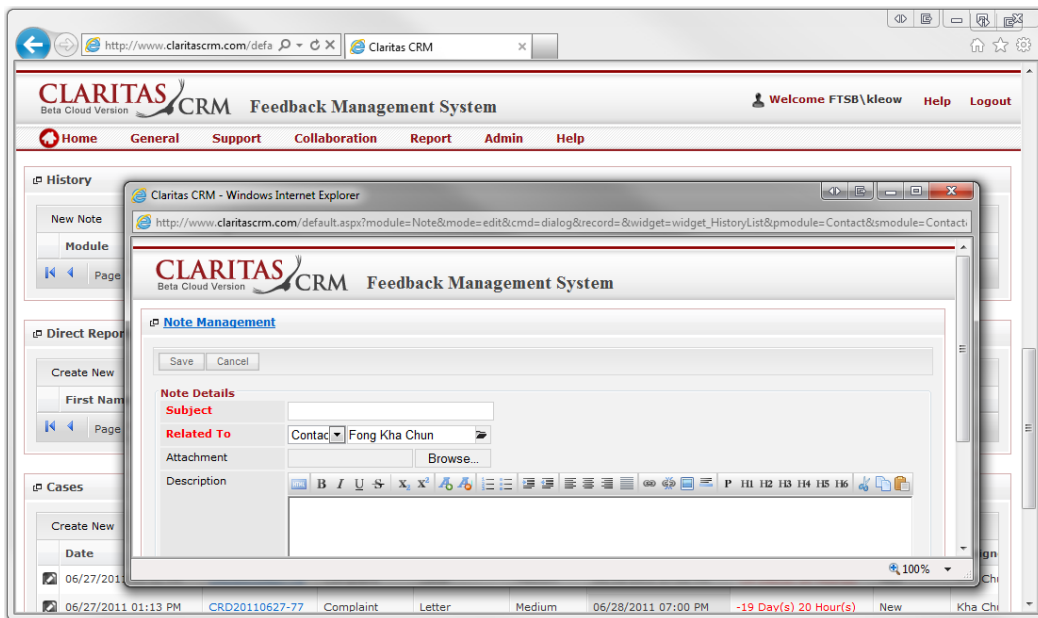 http://www.claritascrm.com/defa
Claritas CRM
CLARITAS CRM
Beta Cloud Version
Feedback Management System
Welcome FTSB\kleow Help Logout
Home General Support Collaboration Report Admin Help
History
New Note
Module
Page
Direct Repor
Create New
First Nam
Page
Cases
Create New
Date
06/27/201
06/27/2011 01:13 PM CRD20110627-77 Complaint Letter Medium 06/28/2011 07:00 PM -19 Day(s) 20 Hour(s) New Kha Ch
Claritas CRM - Windows Internet Explorer
http://www.claritascrm.com/default.aspx?module=Note&mode=edit&cmd=dialog&record=&widget=widget_HistoryList&pmodule=Contact&smodule=Contact
CLARITAS CRM
Beta Cloud Version
Feedback Management System
Note Management
Save Cancel
Note Details
Subject
Related To Contac Fong Kha Chun
Attachment Browse...
Description HTML B I U S X₂ X² P H1 H2 H3 H4 H5 H6
100%